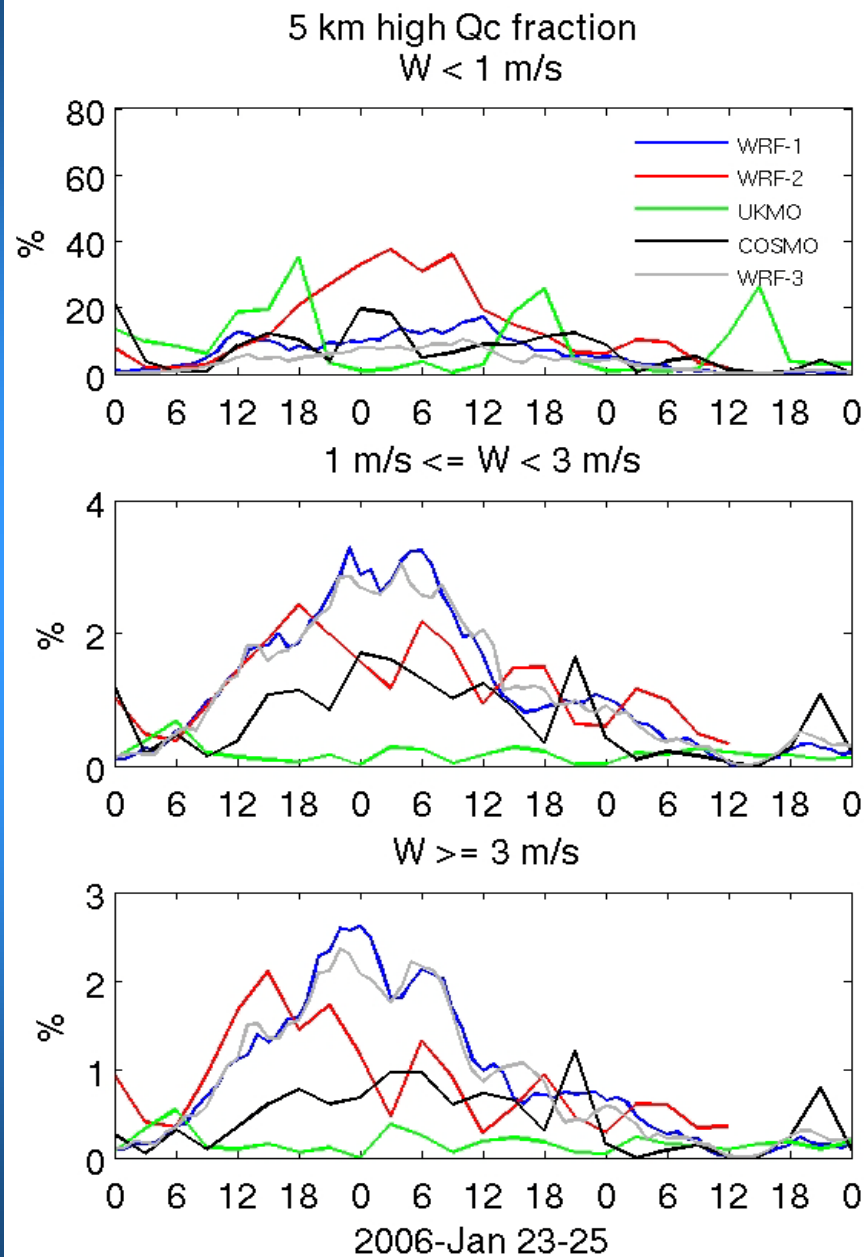 5 km high Qc fraction
W < 1 m/s
80
60
40
20
0
%
WRF-1
WRF-2
UKMO
COSMO
WRF-3
0 6 12 18 0 6 12 18 0 6 12 18 0
1 m/s <= W < 3 m/s
4
2
0
%
0 6 12 18 0 6 12 18 0 6 12 18 0
W >= 3 m/s
3
2
1
0
%
0 6 12 18 0 6 12 18 0 6 12 18 0
2006-Jan 23-25